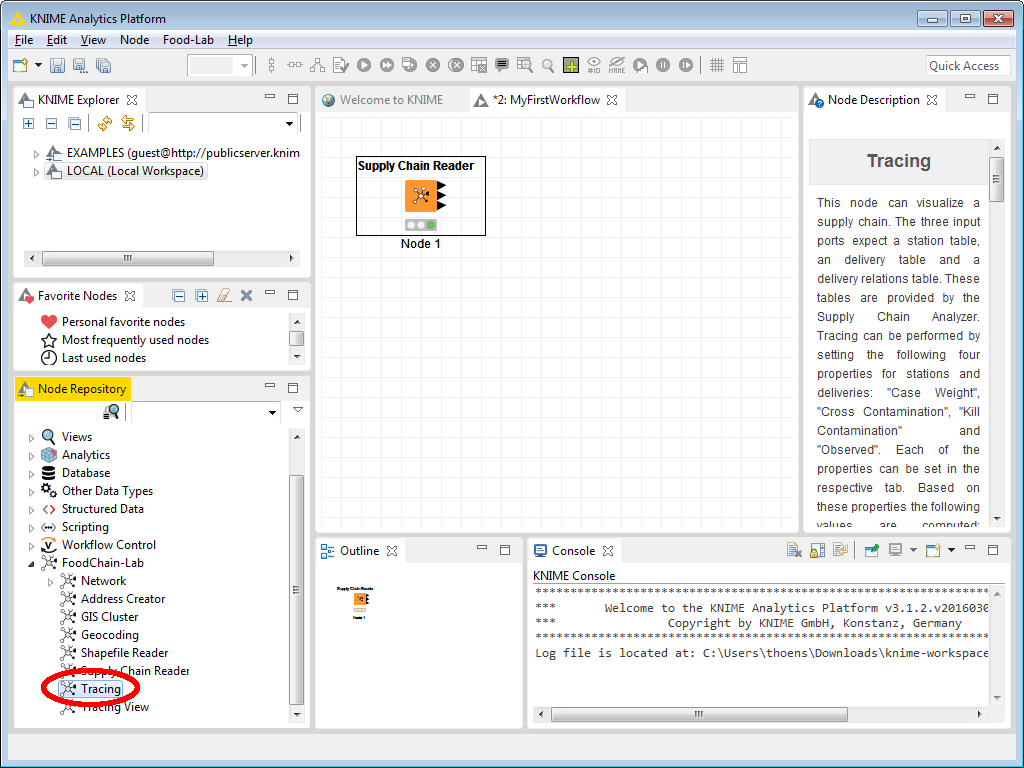 KNIME Analytics Platform
File Edit View Node Food-Lab Help
Quick Access
KNIME Explorer
EXAMPLES (guest@http://publicserver.knim
LOCAL (Local Workspace)
Favorite Nodes
Personal favorite nodes
Most frequently used nodes
Last used nodes
Node Repository
Views
Analytics
Database
Other Data Types
Structured Data
Scripting
Workflow Control
FoodChain-Lab
Network
Address Creator
GIS Cluster
Geocoding
Shapefile Reader
Supply Chain Reader
Tracing
Tracing View
Welcome to KNIME
*2: MyFirstWorkflow
Supply Chain Reader
Node 1
Outline
Supply Chain Reader
Node 1
Console
KNIME Console
***********************************************************************
*** Welcome to the KNIME Analytics Platform v3.1.2.v2016030
*** Copyright by KNIME GmbH, Konstanz, Germany
***********************************************************************
Log file is located at: C:\Users\thoens\Downloads\knime-workspace
Node Description
Tracing
This node can visualize a
supply chain. The three input
ports expect a station table,
an delivery table and a
delivery relations table. These
tables are provided by the
Supply Chain Analyzer.
Tracing can be performed by
setting the following four
properties for stations and
deliveries: "Case Weight",
"Cross Contamination", "Kill
Contamination" and
"Observed". Each of the
properties can be set in the
respective tab. Based on
these properties the following
values are computed: